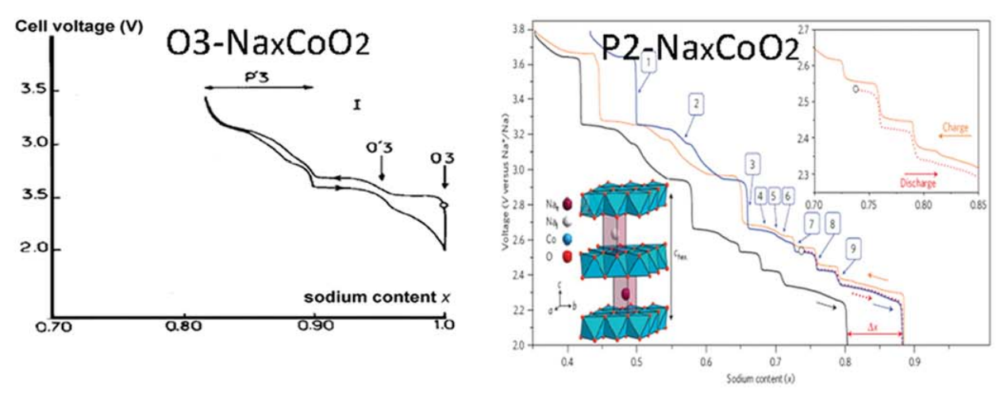 Cell voltage (V)
O3-NaxCoO2
P'3
3.5
I
3.0
O'3
O3
3.5
2.0
sodium content x
0.70
0.80
0.90
1.0
P2-NaxCoO2
3.8
3.6
3.4
3.2
3.0
2.8
2.6
2.4
2.2
2.0
Voltage (V versus Na+/Na)
1
2
3
4
5
6
7
8
9
2.7
2.6
2.5
2.4
2.3
Charge
Discharge
0.70
0.75
0.80
0.85
Nae
Naf
Co
O
chex.
c
a
b
Δx
0.4
0.5
0.6
0.7
0.8
0.9
Sodium content (x)